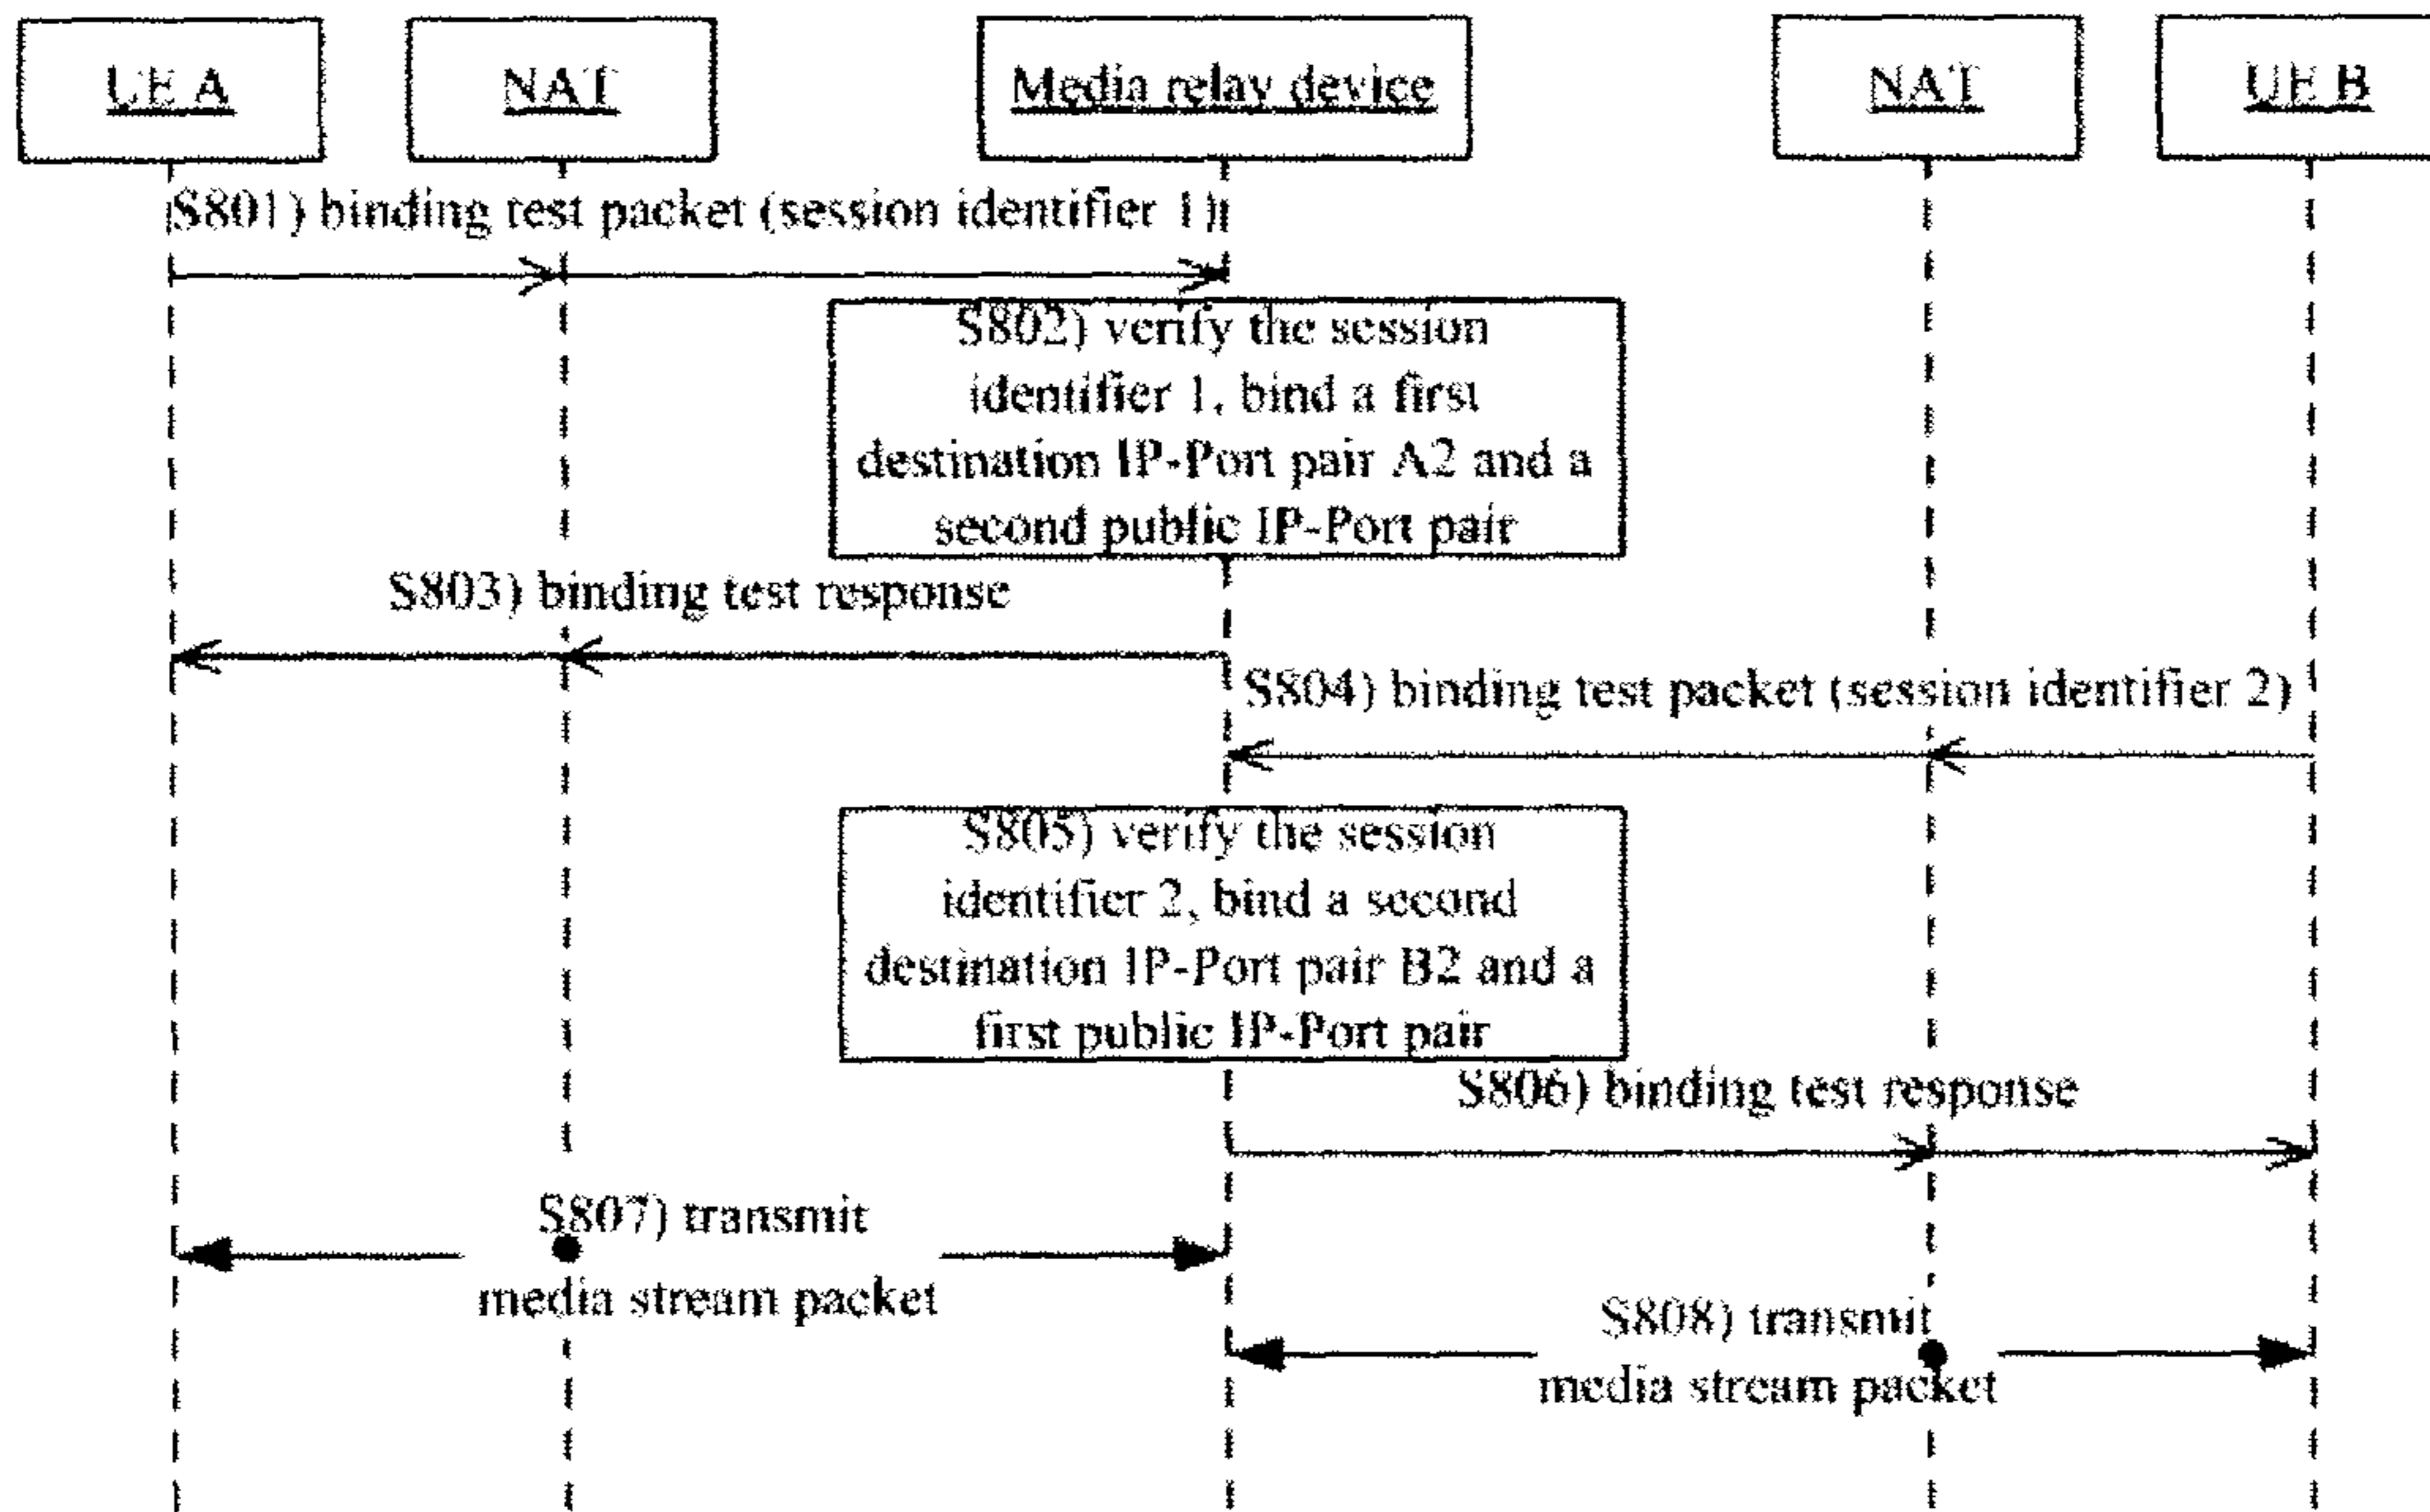 UE A
NAT
Media relay device
NAT
UE B
S801) binding test packet (session identifier 1)
S802) verify the session
identifier 1, bind a first
destination IP-Port pair A2 and a
second public IP-Port pair
S803) binding test response
S804) binding test packet (session identifier 2)
S805) verify the session
identifier 2, bind a second
destination IP-Port pair B2 and a
first public IP-Port pair
S806) binding test response
S807) transmit
media stream packet
S808) transmit
media stream packet